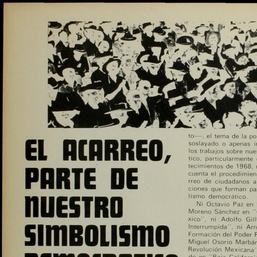 EL ACARREO,
PARTE DE
NUESTRO
SIMBOLISMO
to—, el tema de la po
soslayado o apenas i
los trabajos sobre nue
tico, particularmente
tecimientos de 1968,
cuenta el procedimien
reo de ciudadanos a
ciones que forman pa
lismo democrático.
Ni Octavio Paz en
Moreno Sánchez en "
xico", ni Adolfo Gill
Interrumpida", ni Arn
Formación del Poder P
Miguel Osorio Marbán
Revolución Mexicana